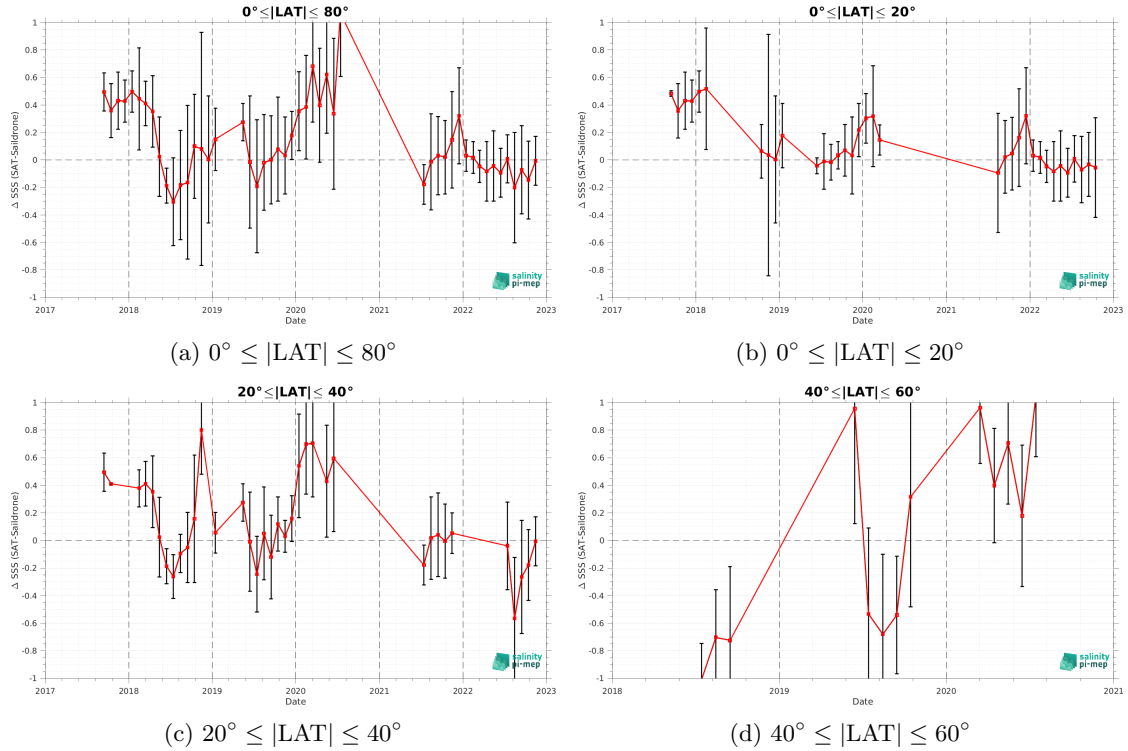 0°≤|LAT|≤ 80°
Δ SSS (SAT-Saildrone)
1
0.8
0.6
0.4
0.2
0
-0.2
-0.4
-0.6
-0.8
-1
2017 2018 2019 2020 2021 2022 2023
Date
salinity
pi-mep
(a) 0° ≤ |LAT| ≤ 80°
0°≤|LAT|≤ 20°
Δ SSS (SAT-Saildrone)
1
0.8
0.6
0.4
0.2
0
-0.2
-0.4
-0.6
-0.8
-1
2017 2018 2019 2020 2021 2022 2023
Date
salinity
pi-mep
(b) 0° ≤ |LAT| ≤ 20°
20°≤|LAT|≤ 40°
Δ SSS (SAT-Saildrone)
1
0.8
0.6
0.4
0.2
0
-0.2
-0.4
-0.6
-0.8
-1
2017 2018 2019 2020 2021 2022 2023
Date
salinity
pi-mep
(c) 20° ≤ |LAT| ≤ 40°
40°≤|LAT|≤ 60°
Δ SSS (SAT-Saildrone)
1
0.8
0.6
0.4
0.2
0
-0.2
-0.4
-0.6
-0.8
-1
2018 2019 2020 2021
Date
salinity
pi-mep
(d) 40° ≤ |LAT| ≤ 60°